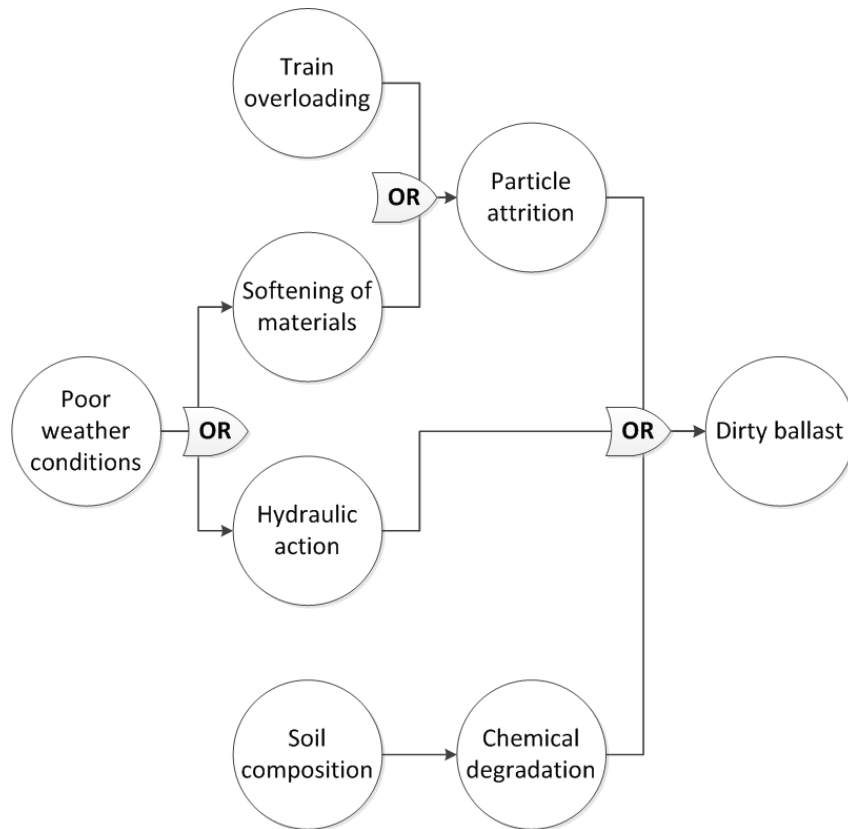 Train
overloading
OR
Particle
attrition
Softening of
materials
Poor
weather
conditions
OR
OR
Dirty ballast
Hydraulic
action
Soil
composition
Chemical
degradation